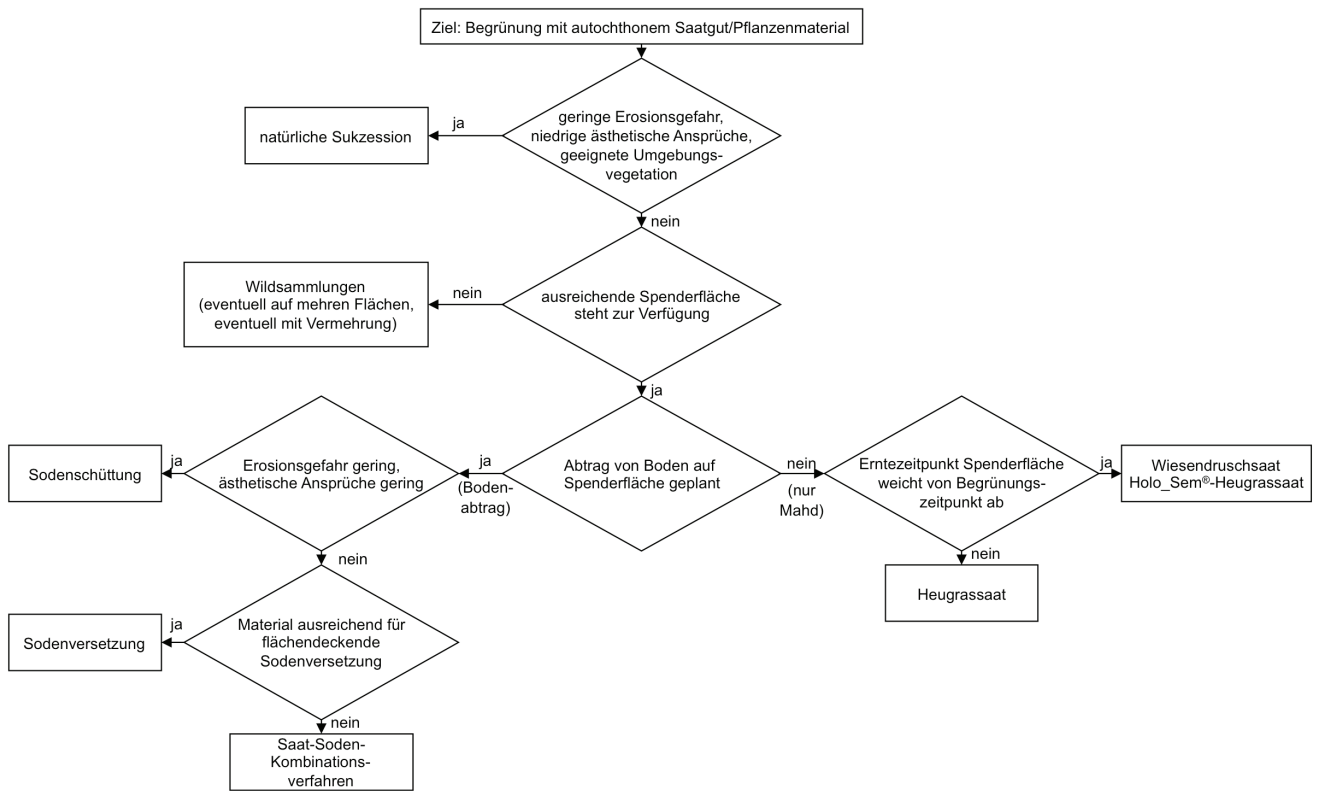 Ziel: Begrünung mit autochthonem Saatgut/Pflanzenmaterial
geringe Erosionsgefahr,
niedrige ästhetische Ansprüche,
geeignete Umgebungs-
vegetation
ja
natürliche Sukzession
nein
ausreichende Spenderfläche
steht zur Verfügung
nein
Wildsammlungen
(eventuell auf mehren Flächen,
eventuell mit Vermehrung)
ja
Abtrag von Boden auf
Spenderfläche geplant
ja
(Boden-
abtrag)
Erosionsgefahr gering,
ästhetische Ansprüche gering
ja
Sodenschüttung
nein
(nur
Mahd)
Erntezeitpunkt Spenderfläche
weicht von Begrünungs-
zeitpunkt ab
ja
Wiesendruschsaat
Holo_Sem®-Heugrassaat
nein
Heugrassaat
nein
Material ausreichend für
flächendeckende
Sodenversetzung
ja
Sodenversetzung
nein
Saat-Soden-
Kombinations-
verfahren